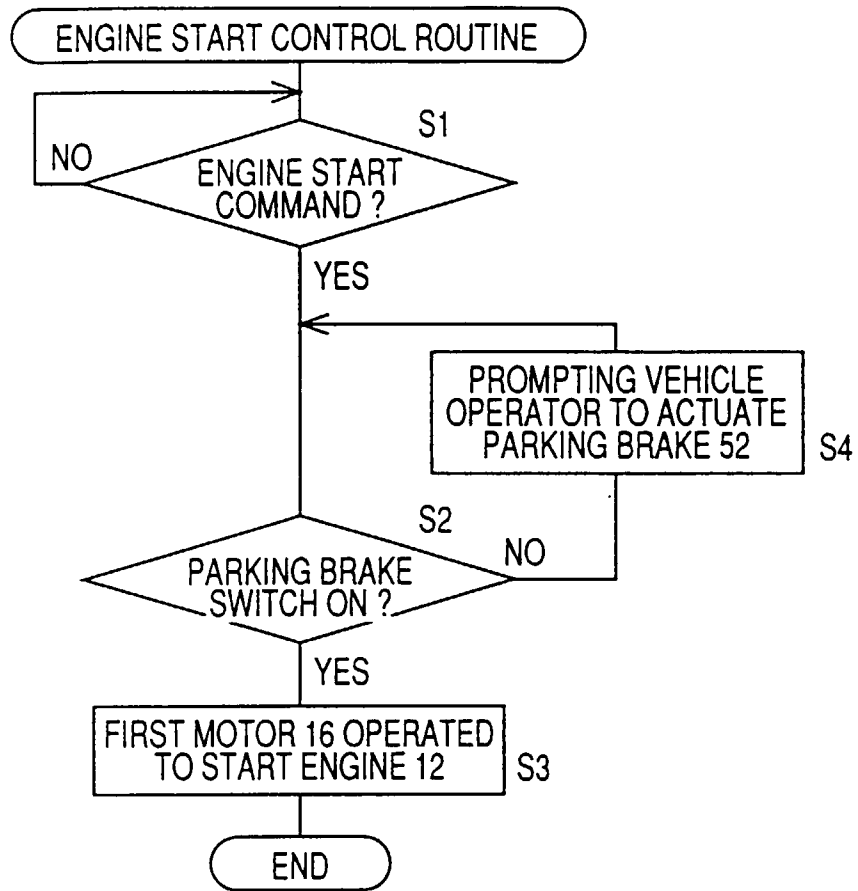 ENGINE START CONTROL ROUTINE
S1
NO
ENGINE START
COMMAND ?
YES
PROMPTING VEHICLE
OPERATOR TO ACTUATE
PARKING BRAKE 52
S4
S2
NO
PARKING BRAKE
SWITCH ON ?
YES
FIRST MOTOR 16 OPERATED
TO START ENGINE 12
S3
END